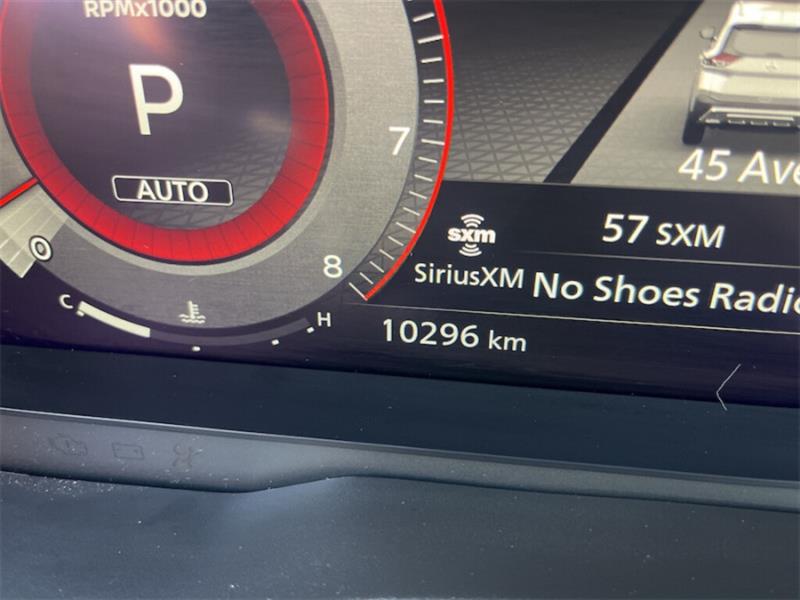 RPMx1000
P
AUTO
7
8
0
C
H
45 Ave
sxm
57 SXM
SiriusXM No Shoes Radio
10296 km